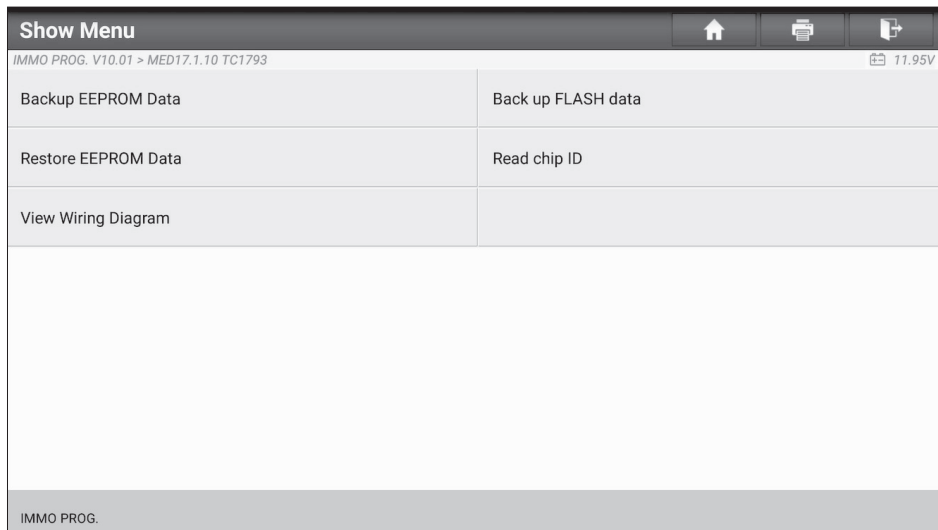 Show Menu
IMMO PROG. V10.01 > MED17.1.10 TC1793
11.95V
Backup EEPROM Data
Back up FLASH data
Restore EEPROM Data
Read chip ID
View Wiring Diagram
IMMO PROG.